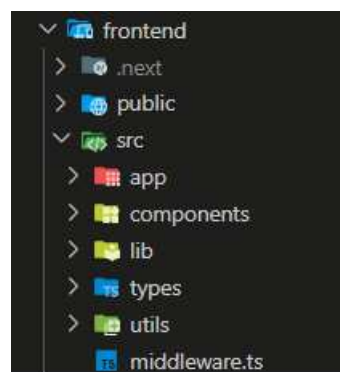 frontend
.next
public
src
app
components
lib
types
utils
middleware.ts